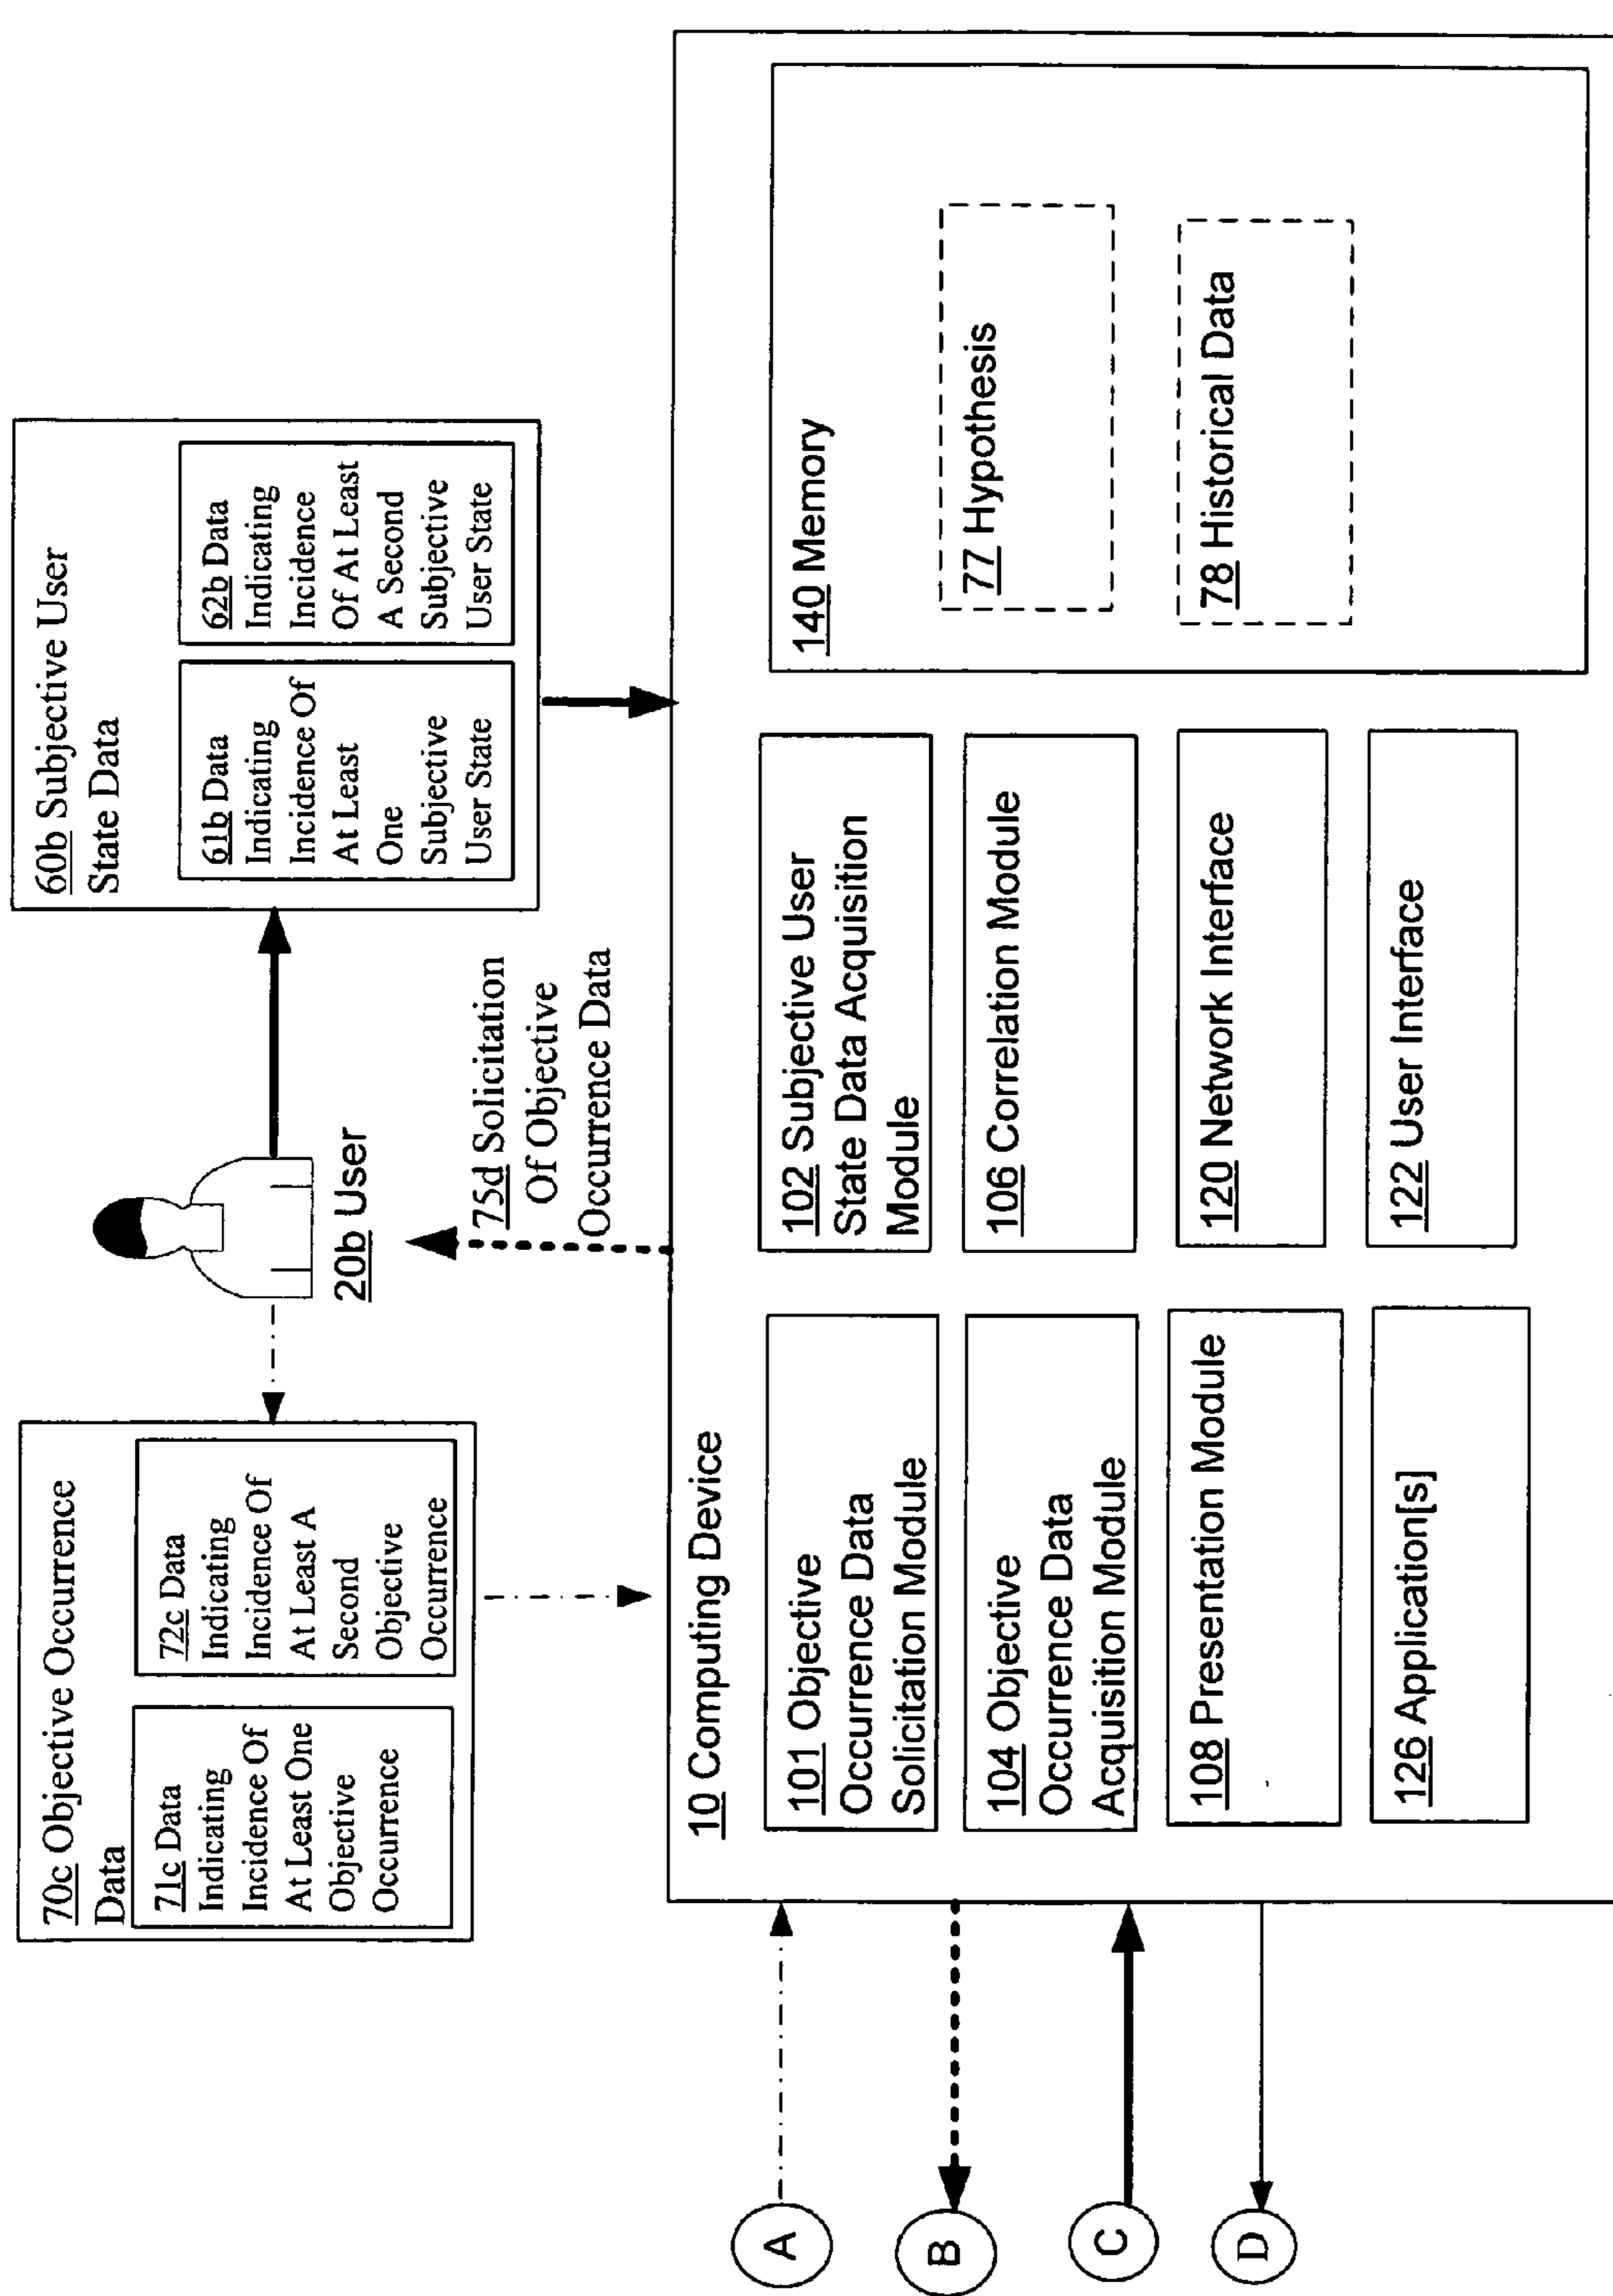 70c Objective Occurrence
Data
71c Data
Indicating
Incidence Of
At Least One
Objective
Occurrence
72c Data
Indicating
Incidence Of
At Least A
Second
Objective
Occurrence
20b User
60b Subjective User
State Data
61b Data
Indicating
Incidence Of
At Least
One
Subjective
User State
62b Data
Indicating
Incidence
Of At Least
A Second
Subjective
User State
75d Solicitation
Of Objective
Occurrence Data
10 Computing Device
101 Objective
Occurrence Data
Solicitation Module
102 Subjective User
State Data Acquisition
Module
104 Objective
Occurrence Data
Acquisition Module
106 Correlation Module
108 Presentation Module
120 Network Interface
126 Application[s]
122 User Interface
140 Memory
77 Hypothesis
78 Historical Data
A
B
C
D